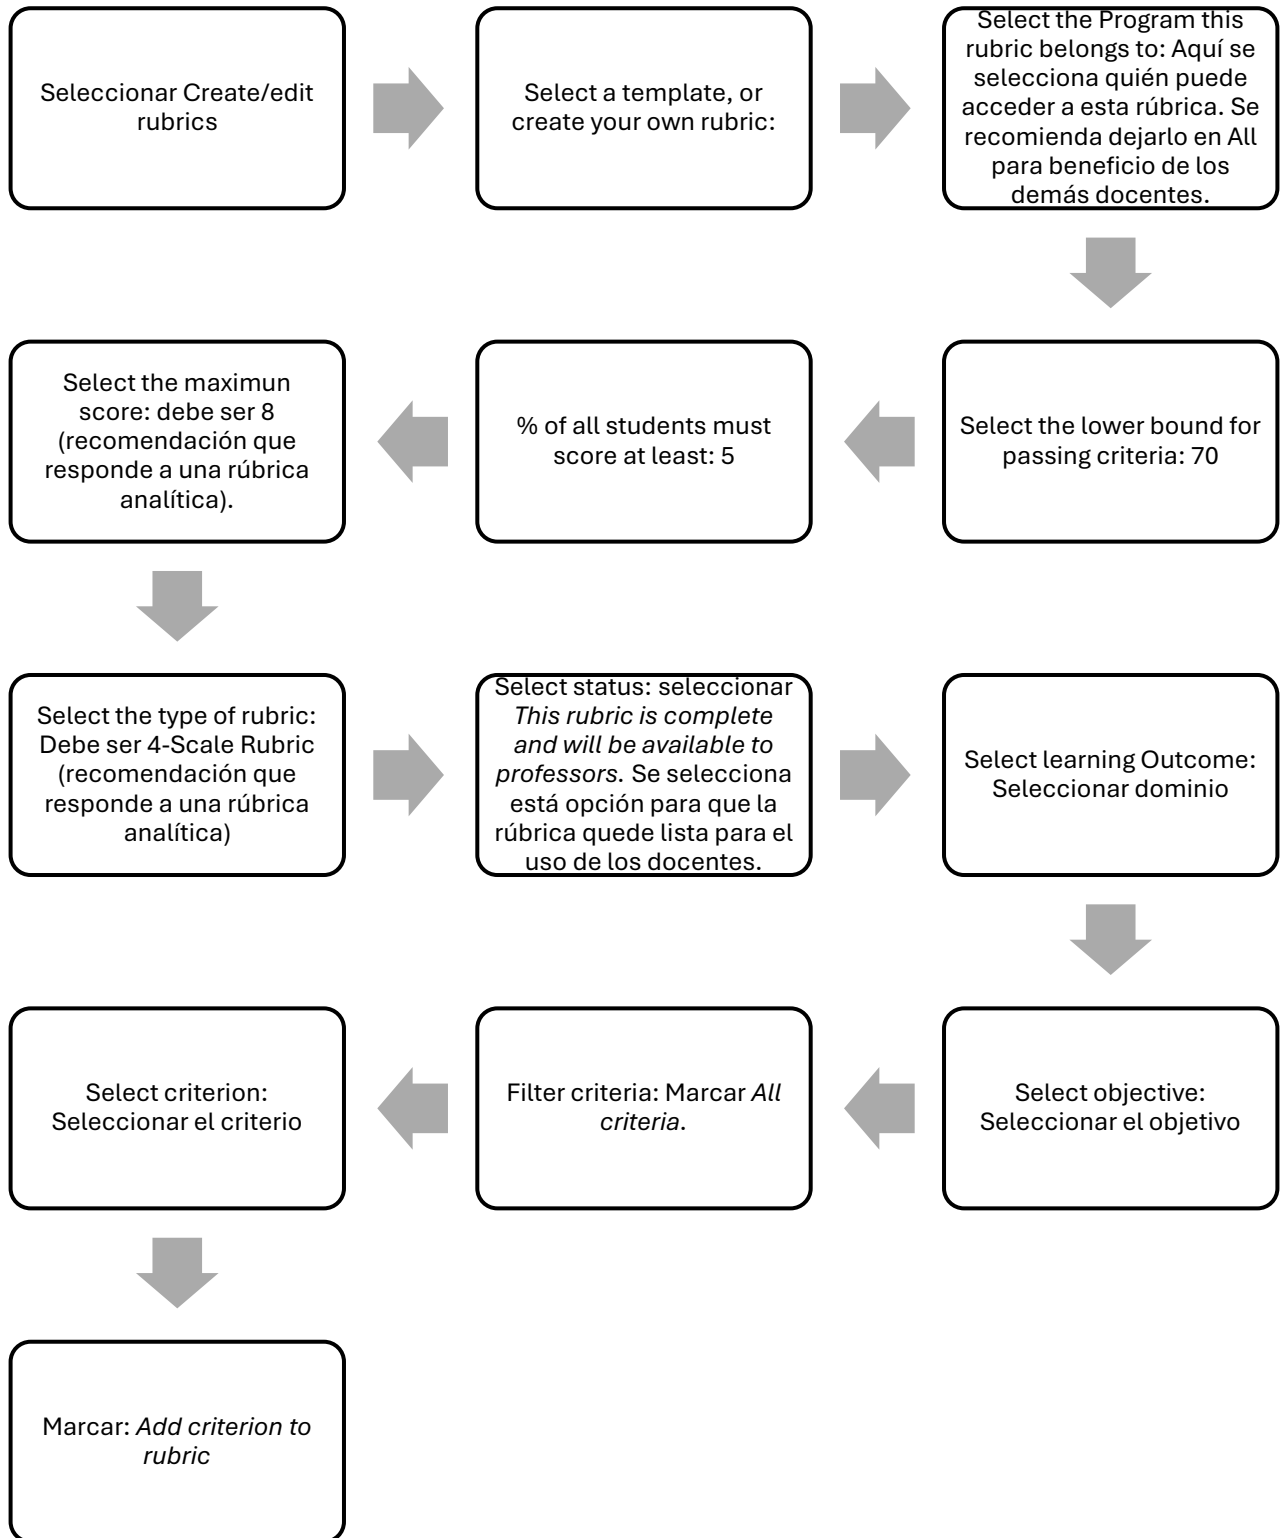 Seleccionar Create/edit
rubrics
Select a template, or
create your own rubric:
Select the Program this
rubric belongs to: Aquí se
selecciona quién puede
acceder a esta rúbrica. Se
recomienda dejarlo en All
para beneficio de los
demás docentes.
Select the lower bound for
passing criteria: 70
% of all students must
score at least: 5
Select the maximun
score: debe ser 8
(recomendación que
responde a una rúbrica
analítica).
Select the type of rubric:
Debe ser 4-Scale Rubric
(recomendación que
responde a una rúbrica
analítica)
Select status: seleccionar
This rubric is complete
and will be available to
professors. Se selecciona
está opción para que la
rúbrica quede lista para el
uso de los docentes.
Select learning Outcome:
Seleccionar dominio
Select objective:
Seleccionar el objetivo
Filter criteria: Marcar All
criteria.
Select criterion:
Seleccionar el criterio
Marcar: Add criterion to
rubric